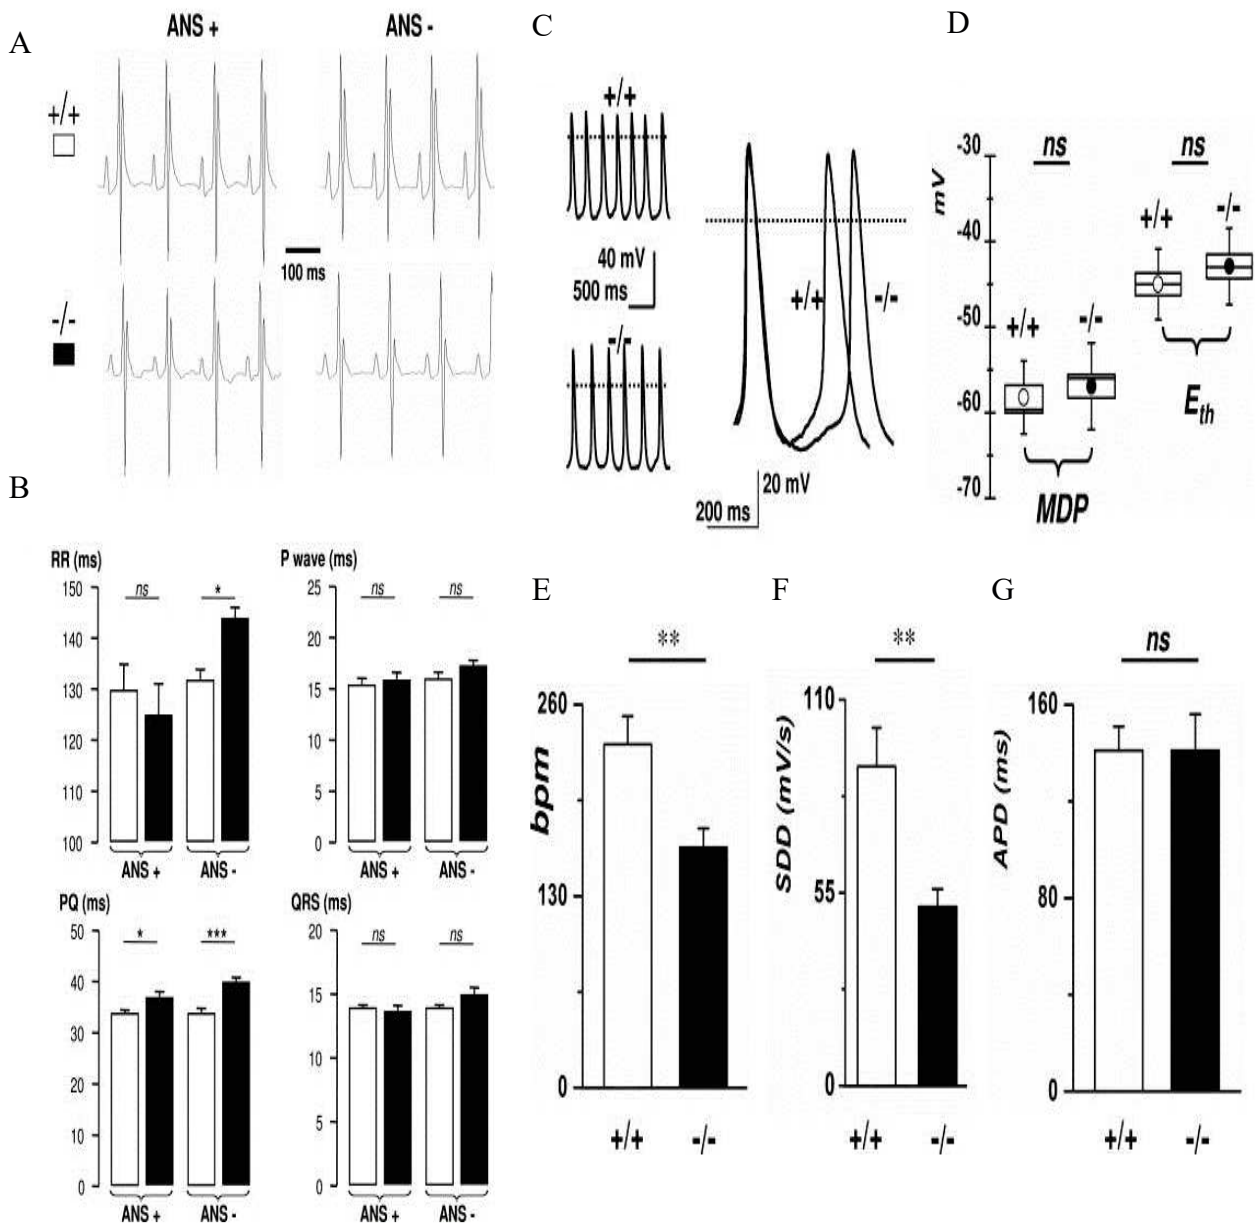 A
ANS +
ANS -
+/+
-/-
100 ms
B
RR (ms)
150
140
130
120
110
100
ns
*
ANS +
ANS -
P wave (ms)
25
20
15
10
5
0
ns
ns
ANS +
ANS -
PQ
(ms)
50
40
30
20
10
0
*
***
ANS +
ANS -
QRS (ms)
20
15
10
5
0
ns
ns
ANS +
ANS -
C
+/+
40 mV
500 ms
-/-
+/+
-/-
20 mV
200 ms
D
mV
-30
-40
-50
-60
-70
ns
ns
+/+
-/-
+/+
-/-
MDP
Eth
E
**
bpm
260
130
0
+/+
-/-
F
**
SDD (mV/s)
110
55
0
+/+
-/-
G
ns
APD (ms)
160
80
0
+/+
-/-